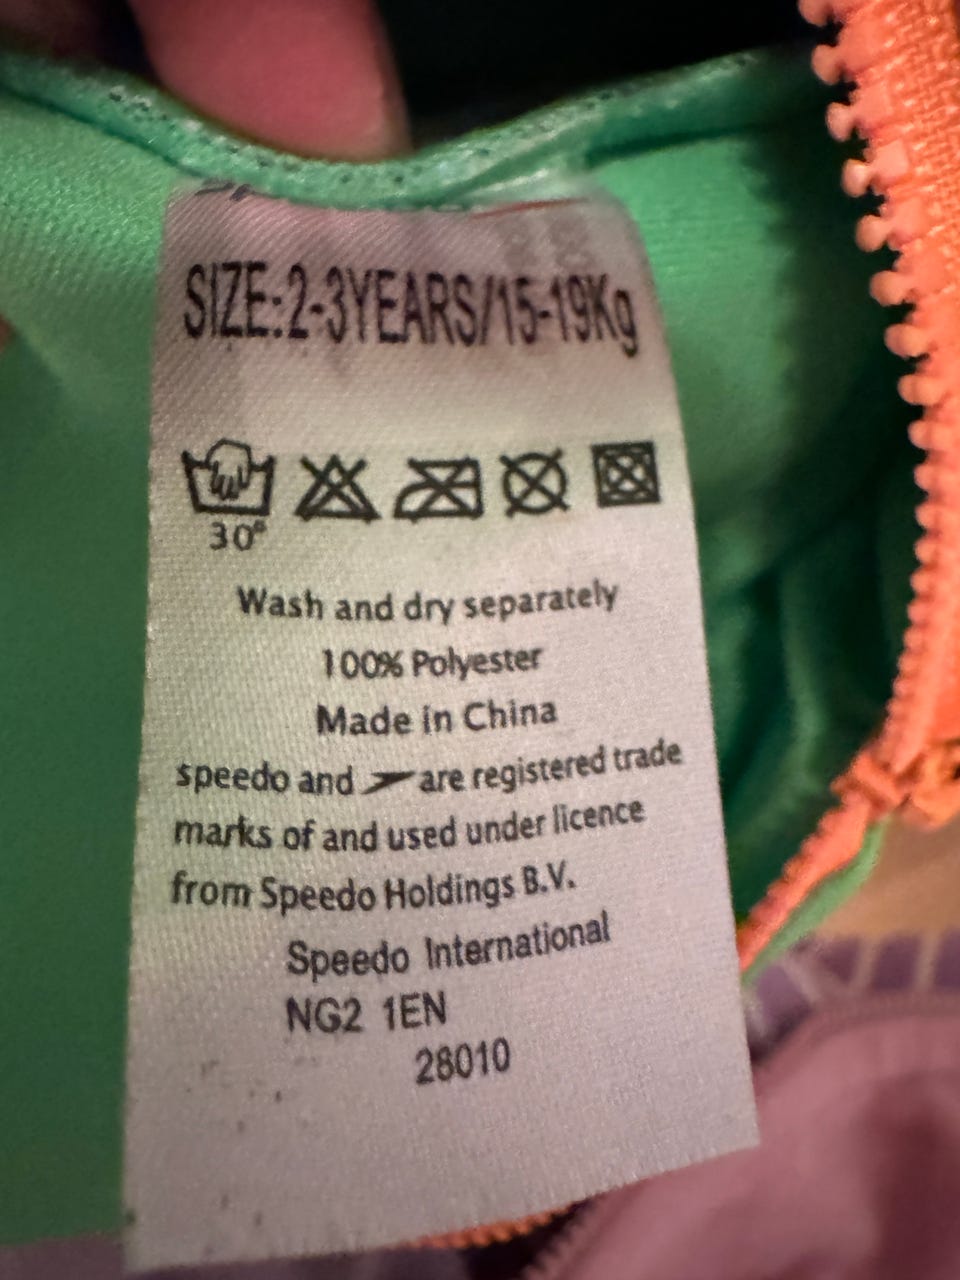 SIZE:2-3YEARS/15-19Kg
30°
Wash and dry separately
100% Polyester
Made in China
speedo and are registered trade
marks of and used under licence
from Speedo Holdings B.V.
Speedo International
NG2 1EN
28010